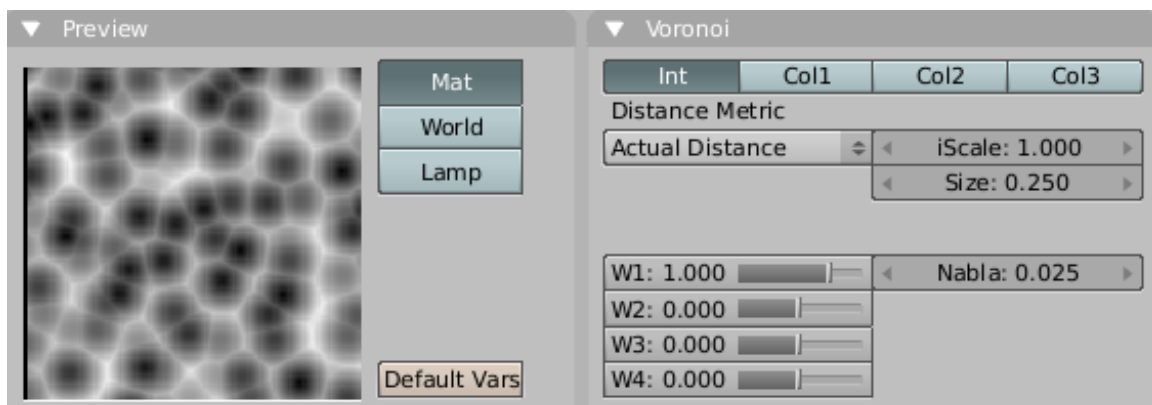 Preview
Mat
World
Lamp
Default Vars
Voronoi
Int Col1 Col2 Col3
Distance Metric
Actual Distance
iScale: 1.000
Size: 0.250
W1: 1.000
Nabla: 0.025
W2: 0.000
W3: 0.000
W4: 0.000